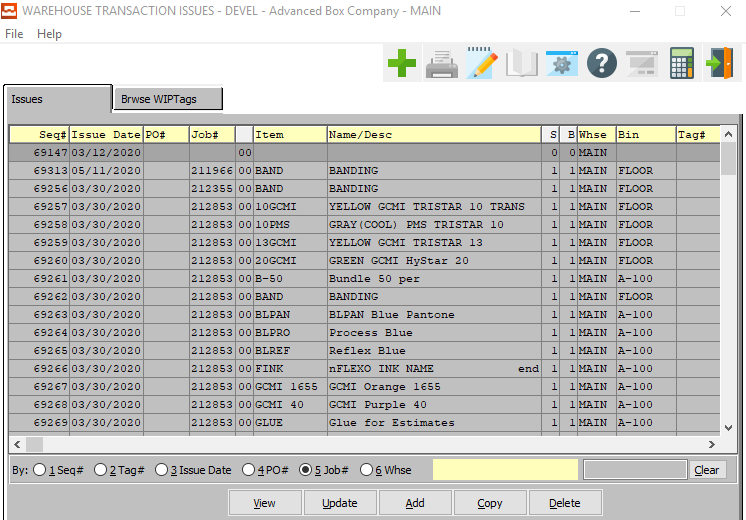 WAREHOUSE TRANSACTION ISSUES - DEVEL - Advanced Box Company - MAIN
File Help
Issues Brwse WIPTags
Seq# Issue Date PO# Job# Item Name/Desc S B Whse Bin Tag#
69147 03/12/2020 00 0 0 MAIN
69313 05/11/2020 211966 00 BAND BANDING 1 1 MAIN FLOOR
69256 03/30/2020 212355 00 BAND BANDING 1 1 MAIN FLOOR
69257 03/30/2020 212853 00 10GCMI YELLOW GCMI TRISTAR 10 TRANS 1 1 MAIN FLOOR
69258 03/30/2020 212853 00 10PMS GRAY(COOL) PMS TRISTAR 10 1 1 MAIN FLOOR
69259 03/30/2020 212853 00 13GCMI YELLOW GCMI TRISTAR 13 1 1 MAIN FLOOR
69260 03/30/2020 212853 00 20GCMI GREEN GCMI HyStar 20 1 1 MAIN FLOOR
69261 03/30/2020 212853 00 B-50 Bundle 50 per 1 1 MAIN A-100
69262 03/30/2020 212853 00 BAND BANDING 1 1 MAIN FLOOR
69263 03/30/2020 212853 00 BLPAN BLPAN Blue Pantone 1 1 MAIN A-100
69264 03/30/2020 212853 00 BLPRO Process Blue 1 1 MAIN A-100
69265 03/30/2020 212853 00 BLREF Reflex Blue 1 1 MAIN A-100
69266 03/30/2020 212853 00 FINK nFLEXO INK NAME end 1 1 MAIN A-100
69267 03/30/2020 212853 00 GCMI 1655 GCMI Orange 1655 1 1 MAIN A-100
69268 03/30/2020 212853 00 GCMI 40 GCMI Purple 40 1 1 MAIN A-100
69269 03/30/2020 212853 00 GLUE Glue for Estimates 1 1 MAIN A-100
By: 1 Seq# 2 Tag# 3 Issue Date 4 PO# 5 Job# 6 Whse Clear
View Update Add Copy Delete